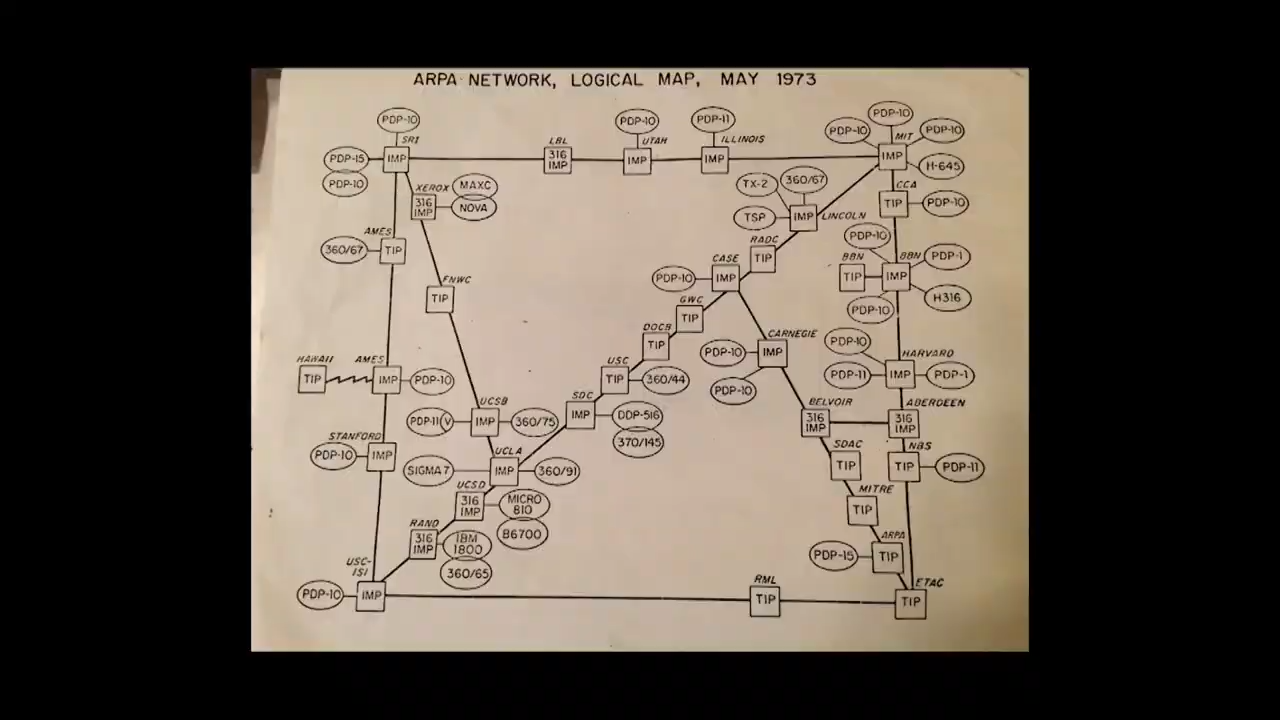 ARPA NETWORK, LOGICAL MAP, MAY 1973
PDP-10
SRI
PDP-15
IMP
PDP-10
LBL
316 IMP
PDP-10
UTAH
IMP
PDP-11
ILLINOIS
IMP
PDP-10
PDP-10
MIT
PDP-10
IMP
H-645
XEROX
316 IMP
MAXC
NOVA
TX-2
360/67
TSP
IMP
LINCOLN
CCA
TIP
PDP-10
AMES
360/67
TIP
RADC
TIP
PDP-10
BBN
TIP
BBN
IMP
PDP-1
H316
PDP-10
FNWC
TIP
CASE
PDP-10
IMP
GWC
TIP
DOCB
TIP
CARNEGIE
PDP-10
IMP
PDP-10
PDP-10
HARVARD
PDP-11
IMP
PDP-1
HAWAII
TIP
AMES
IMP
PDP-10
USC
TIP
360/44
UCSB
PDP-11
V
IMP
360/75
SDC
IMP
DDP-516
370/145
BELVOIR
316 IMP
ABERDEEN
316 IMP
STANFORD
PDP-10
IMP
UCLA
SIGMA 7
IMP
360/91
SDAC
TIP
NBS
TIP
PDP-11
UCSD
316 IMP
MICRO 810
B6700
MITRE
TIP
RAND
316 IMP
IBM 1800
360/65
ARPA
PDP-15
TIP
USC-ISI
PDP-10
IMP
RML
TIP
ETAC
TIP